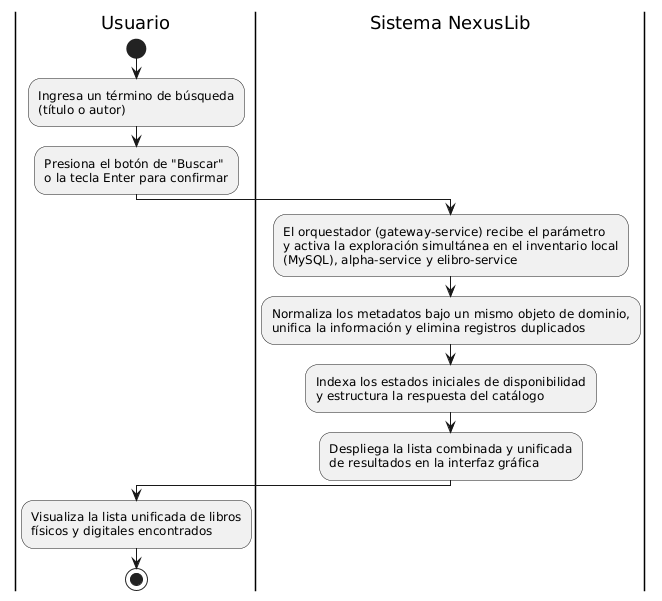 Usuario
Sistema NexusLib
Ingresa un término de búsqueda
(título o autor)
Presiona el botón de "Buscar"
o la tecla Enter para confirmar
El orquestador (gateway-service) recibe el parámetro
y activa la exploración simultánea en el inventario local
(MySQL), alpha-service y elibro-service
Normaliza los metadatos bajo un mismo objeto de dominio,
unifica la información y elimina registros duplicados
Indexa los estados iniciales de disponibilidad
y estructura la respuesta del catálogo
Despliega la lista combinada y unificada
de resultados en la interfaz gráfica
Visualiza la lista unificada de libros
físicos y digitales encontrados